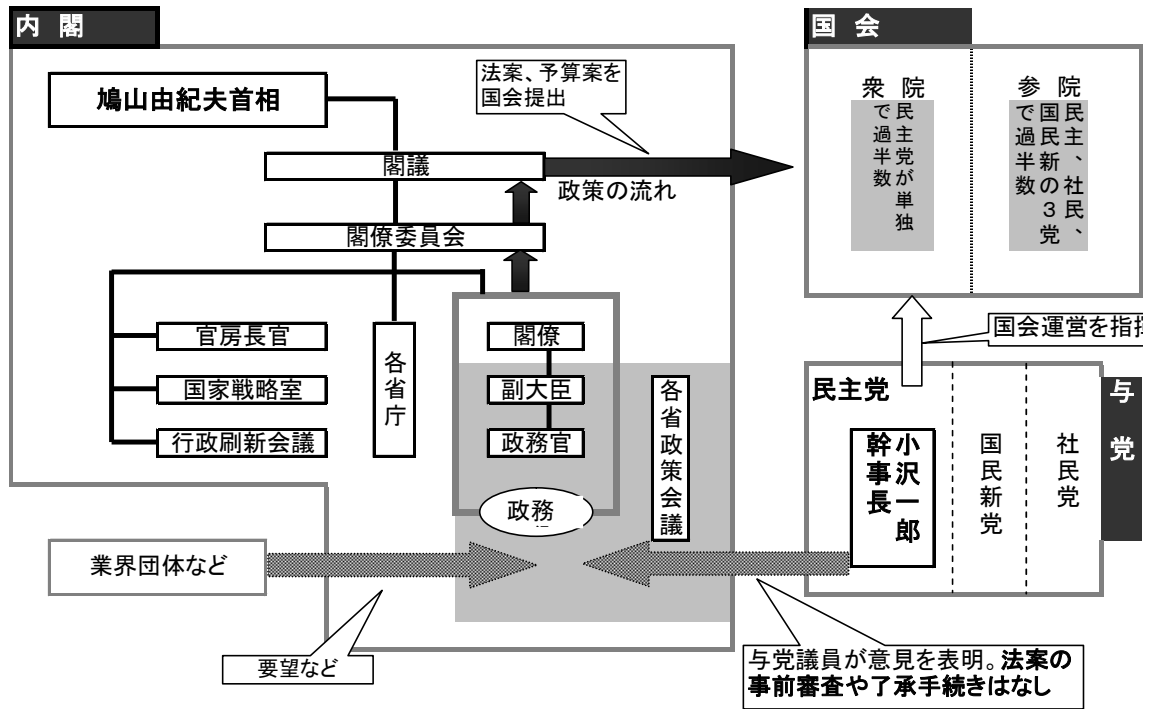 内 閣
鳩山由紀夫首相
法案、予算案を
国会提出
閣議
政策の流れ
閣僚委員会
官房長官
国家戦略室
行政刷新会議
各省庁
閣僚
副大臣
政務官
政務
各省政策会議
業界団体など
要望など
国 会
衆 院
民主党が単独
で過半数
参 院
民主、社民、
国民新の3党
で過半数
国会運営を指
与党
民主党
小沢一郎
幹事長
国民新党
社民党
与党議員が意見を表明。法案の
事前審査や了承手続きはなし